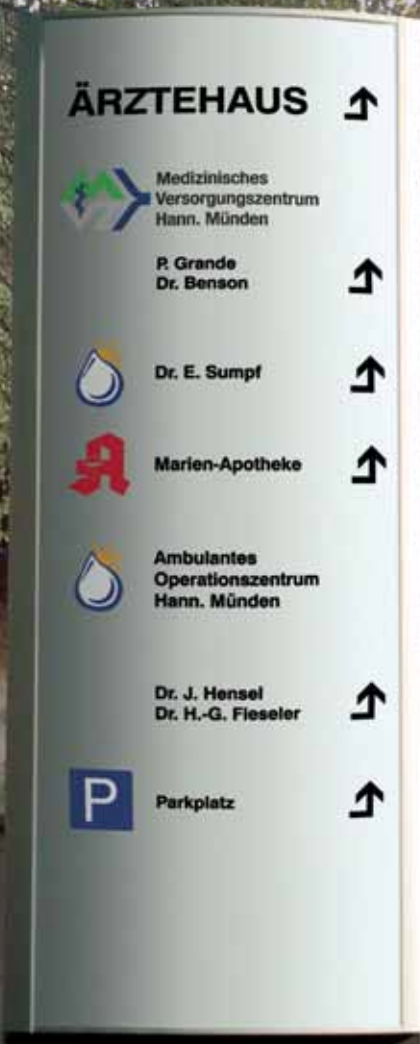 ÄRZTEHAUS
Medizinisches
Versorgungszentrum
Hann. Münden
P. Grande
Dr. Benson
Dr. E. Sumpf
Marien-Apotheke
Ambulantes
Operationszentrum
Hann. Münden
Dr. J. Hensel
Dr. H.-G. Fieseler
P Parkplatz